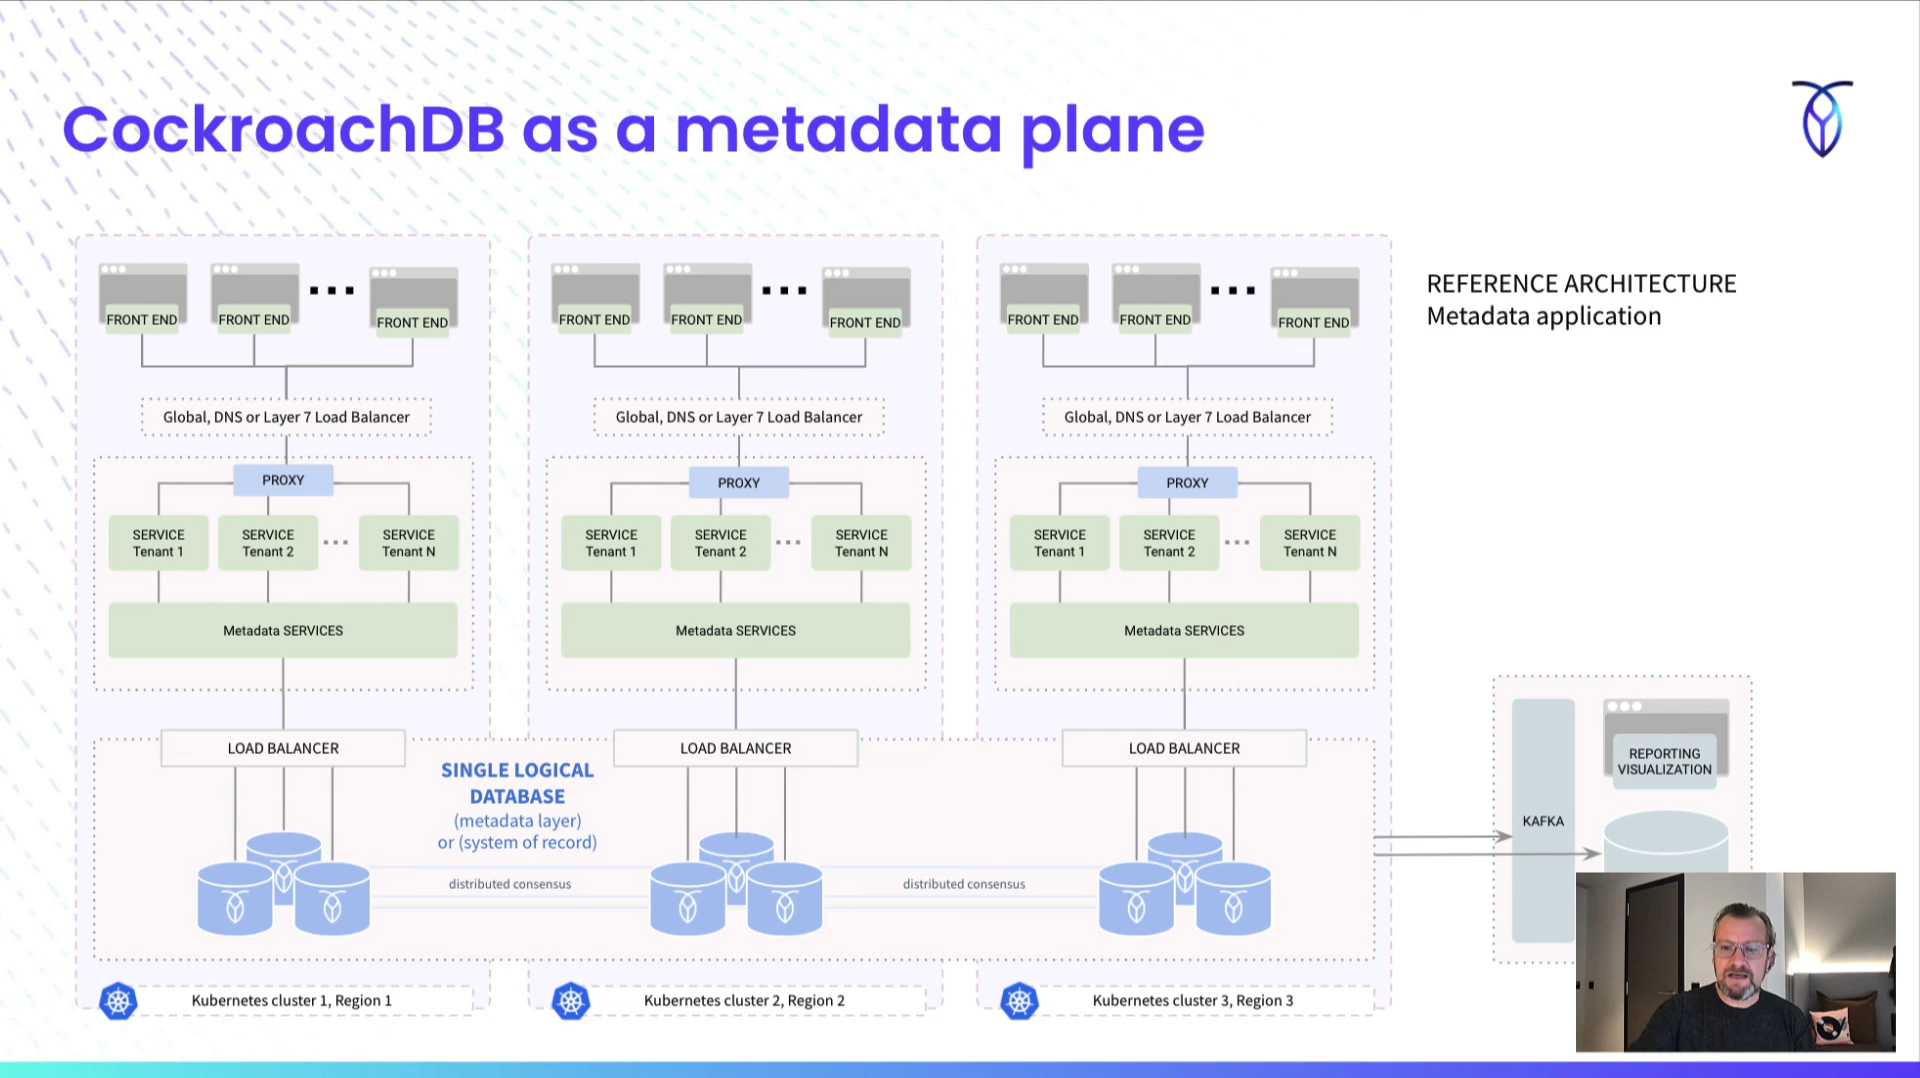 CockroachDB as a metadata plane
REFERENCE ARCHITECTURE
Metadata application
FRONT END
FRONT END
FRONT END
Global, DNS or Layer 7 Load Balancer
PROXY
SERVICE
Tenant 1
SERVICE
Tenant 2
SERVICE
Tenant N
Metadata SERVICES
LOAD BALANCER
FRONT END
FRONT END
FRONT END
Global, DNS or Layer 7 Load Balancer
PROXY
SERVICE
Tenant 1
SERVICE
Tenant 2
SERVICE
Tenant N
Metadata SERVICES
LOAD BALANCER
FRONT END
FRONT END
FRONT END
Global, DNS or Layer 7 Load Balancer
PROXY
SERVICE
Tenant 1
SERVICE
Tenant 2
SERVICE
Tenant N
Metadata SERVICES
LOAD BALANCER
SINGLE LOGICAL
DATABASE
(metadata layer)
or (system of record)
distributed consensus
distributed consensus
KAFKA
REPORTING
VISUALIZATION
Kubernetes cluster 1, Region 1
Kubernetes cluster 2, Region 2
Kubernetes cluster 3, Region 3